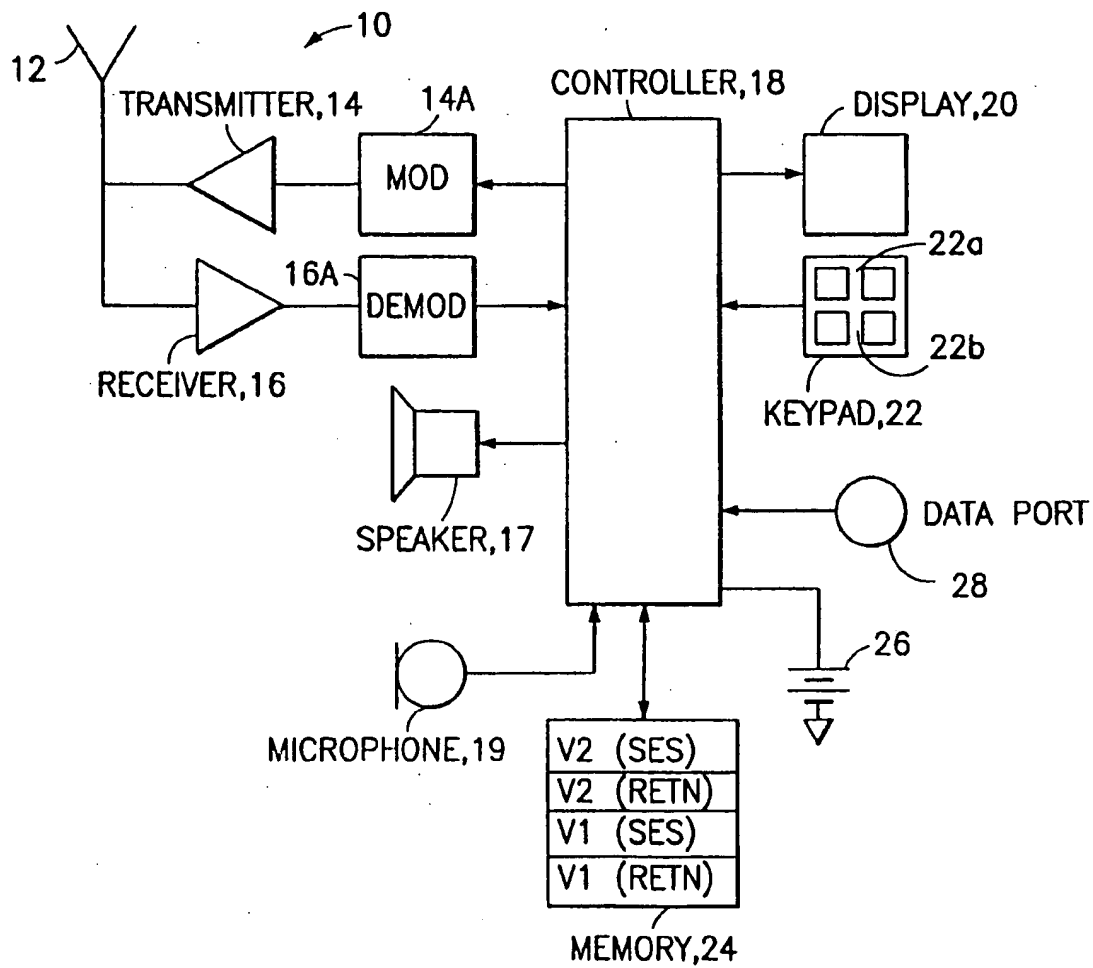 10
12
TRANSMITTER,14
14A
MOD
CONTROLLER,18
DISPLAY,20
16A
DEMOD
22a
22b
RECEIVER,16
KEYPAD,22
SPEAKER,17
DATA PORT
28
26
MICROPHONE,19
V2 (SES)
V2 (RETN)
V1 (SES)
V1 (RETN)
MEMORY,24